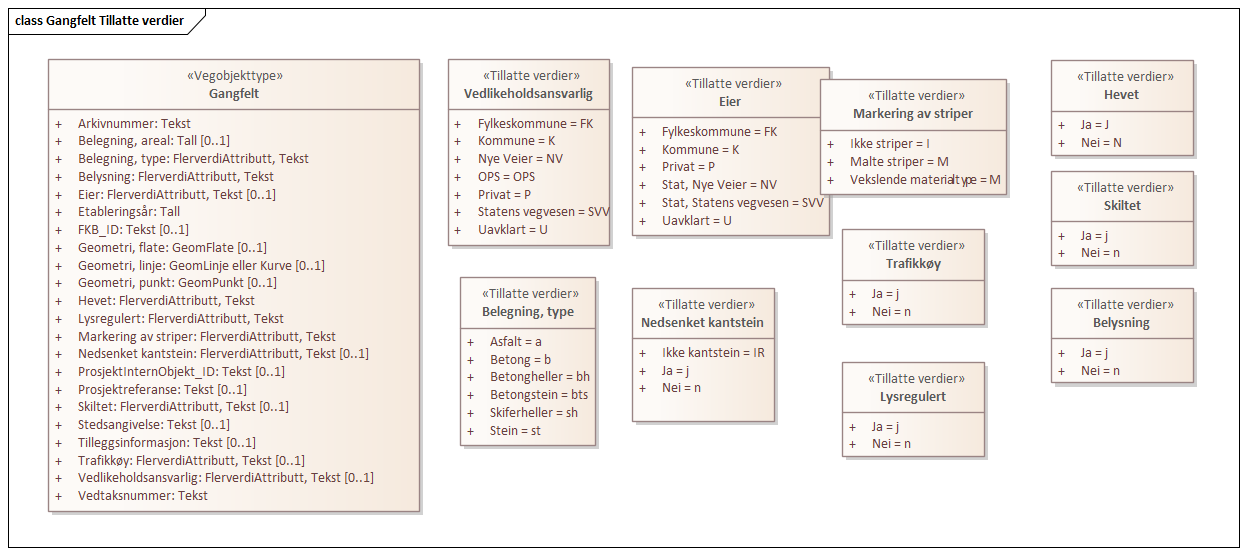 class Gangfelt Tillatte verdier
«Vegobjekttype»
Gangfelt
+ Arkivnummer: Tekst
+ Belegning, areal: Tall [0..1]
+ Belegning, type: FlerverdiAttributt, Tekst
+ Belysning: FlerverdiAttributt, Tekst
+ Eier: FlerverdiAttributt, Tekst [0..1]
+ Etableringsår: Tall
+ FKB_ID: Tekst [0..1]
+ Geometri, flate: GeomFlate [0..1]
+ Geometri, linje: GeomLinje eller Kurve [0..1]
+ Geometri, punkt: GeomPunkt [0..1]
+ Hevet: FlerverdiAttributt, Tekst
+ Lysregulert: FlerverdiAttributt, Tekst
+ Markering av striper: FlerverdiAttributt, Tekst
+ Nedsenket kantstein: FlerverdiAttributt, Tekst [0..1]
+ ProsjektInternObjekt_ID: Tekst [0..1]
+ Prosjektreferanse: Tekst [0..1]
+ Skiltet: FlerverdiAttributt, Tekst [0..1]
+ Stedsangivelse: Tekst [0..1]
+ Tilleggsinformasjon: Tekst [0..1]
+ Trafikkøy: FlerverdiAttributt, Tekst [0..1]
+ Vedlikeholdsansvarlig: FlerverdiAttributt, Tekst [0..1]
+ Vedtaksnummer: Tekst
«Tillatte verdier»
Vedlikeholdsansvarlig
+ Fylkeskommune = FK
+ Kommune = K
+ Nye Veier = NV
+ OPS = OPS
+ Privat = P
+ Statens vegvesen = SVV
+ Uavklart = U
«Tillatte verdier»
Belegning, type
+ Asfalt = a
+ Betong = b
+ Betongheller = bh
+ Betongstein = bts
+ Skiferheller = sh
+ Stein = st
«Tillatte verdier»
Eier
+ Fylkeskommune = FK
+ Kommune = K
+ Privat = P
+ Stat, Nye Veier = NV
+ Stat, Statens vegvesen = SVV
+ Uavklart = U
«Tillatte verdier»
Nedsenket kantstein
+ Ikke kantstein = IR
+ Ja = j
+ Nei = n
«Tillatte verdier»
Markering av striper
+ Ikke striper = I
+ Malte striper = M
+ Vekslende materialtype = M
«Tillatte verdier»
Trafikkøy
+ Ja = j
+ Nei = n
«Tillatte verdier»
Lysregulert
+ Ja = j
+ Nei = n
«Tillatte verdier»
Hevet
+ Ja = J
+ Nei = N
«Tillatte verdier»
Skiltet
+ Ja = j
+ Nei = n
«Tillatte verdier»
Belysning
+ Ja = j
+ Nei = n